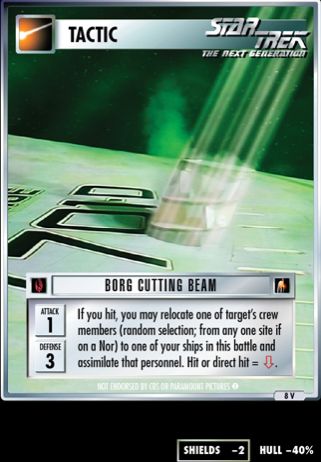 TACTIC
STAR TREK
THE NEXT GENERATION
BORG CUTTING BEAM
ATTACK
1
DEFENSE
3
If you hit, you may relocate one of target's crew
members (random selection; from any one site if
on a Nor) to one of your ships in this battle and
assimilate that personnel. Hit or direct hit = ⇩.
NOT ENDORSED BY CBS OR PARAMOUNT PICTURES
8 V
SHIELDS –2 HULL –40%